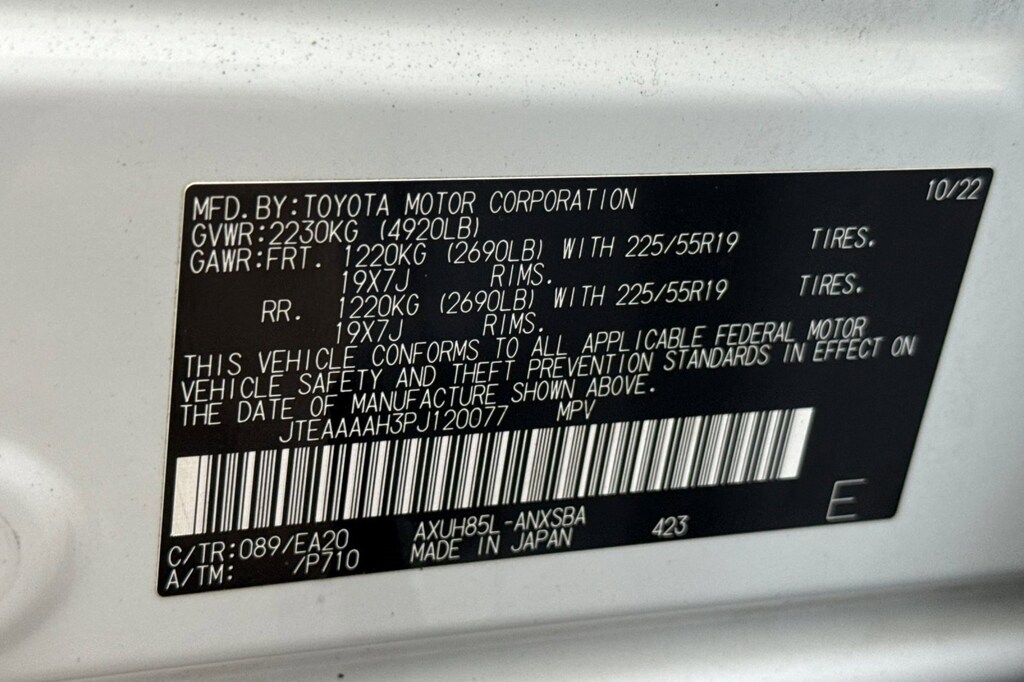 MFD.BY:TOYOTA MOTOR CORPORATION 10/22
GVWR:2230KG (4920LB)
GAWR:FRT. 1220KG (2690LB) WITH 225/55R19 TIRES.
19X7J RIMS.
RR. 1220KG (2690LB) WITH 225/55R19 TIRES.
19X7J RIMS.
THIS VEHICLE CONFORMS TO ALL APPLICABLE FEDERAL MOTOR
VEHICLE SAFETY AND THEFT PREVENTION STANDARDS IN EFFECT ON
THE DATE OF MANUFACTURE SHOWN ABOVE.
JTEAAAAH3PJ120077 MPV
C/TR:089/EA20 AXUH85L-ANXSBA 423 E
A/TM: /P710 MADE IN JAPAN